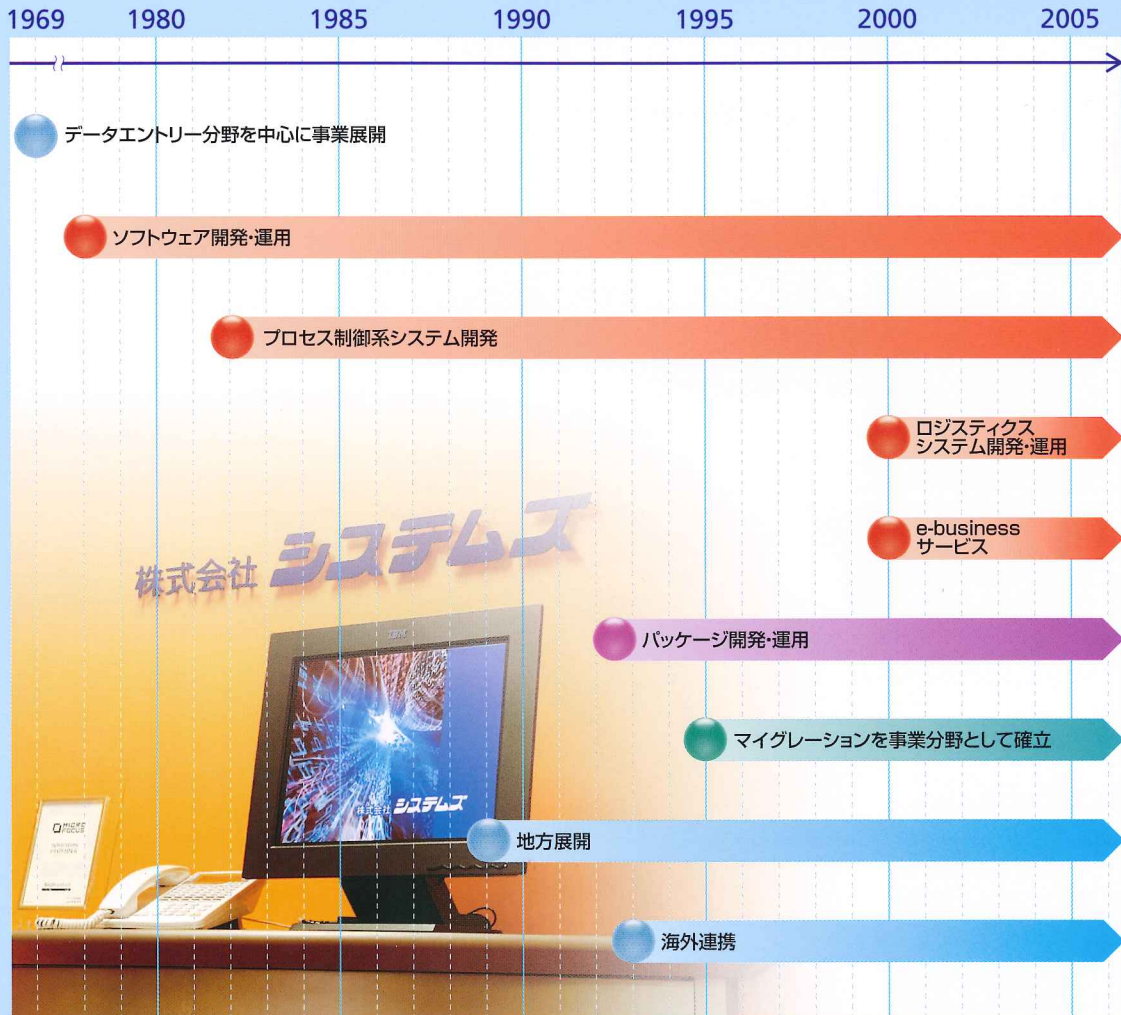 1969 1980 1985 1990 1995 2000 2005
データエントリー分野を中心に事業展開
ソフトウェア開発・運用
プロセス制御系システム開発
ロジスティクス
システム開発・運用
e-business
サービス
株式会社 システムズ
IBM
パッケージ開発・運用
マイグレーションを事業分野として確立
株式会社 システムズ
MICRO
FOCUS
地方展開
海外連携